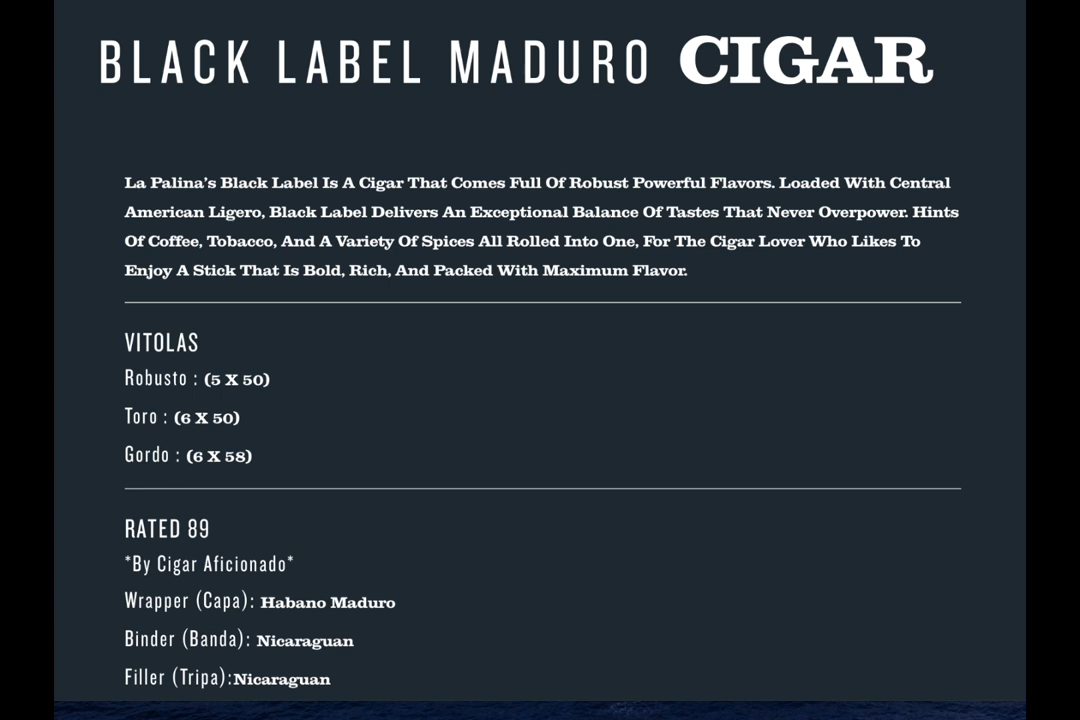 BLACK LABEL MADURO CIGAR
La Palina’s Black Label Is A Cigar That Comes Full Of Robust Powerful Flavors. Loaded With Central
American Ligero, Black Label Delivers An Exceptional Balance Of Tastes That Never Overpower. Hints
Of Coffee, Tobacco, And A Variety Of Spices All Rolled Into One, For The Cigar Lover Who Likes To
Enjoy A Stick That Is Bold, Rich, And Packed With Maximum Flavor.
VITOLAS
Robusto : (5 X 50)
Toro : (6 X 50)
Gordo : (6 X 58)
RATED 89
*By Cigar Aficionado*
Wrapper (Capa): Habano Maduro
Binder (Banda): Nicaraguan
Filler (Tripa):Nicaraguan